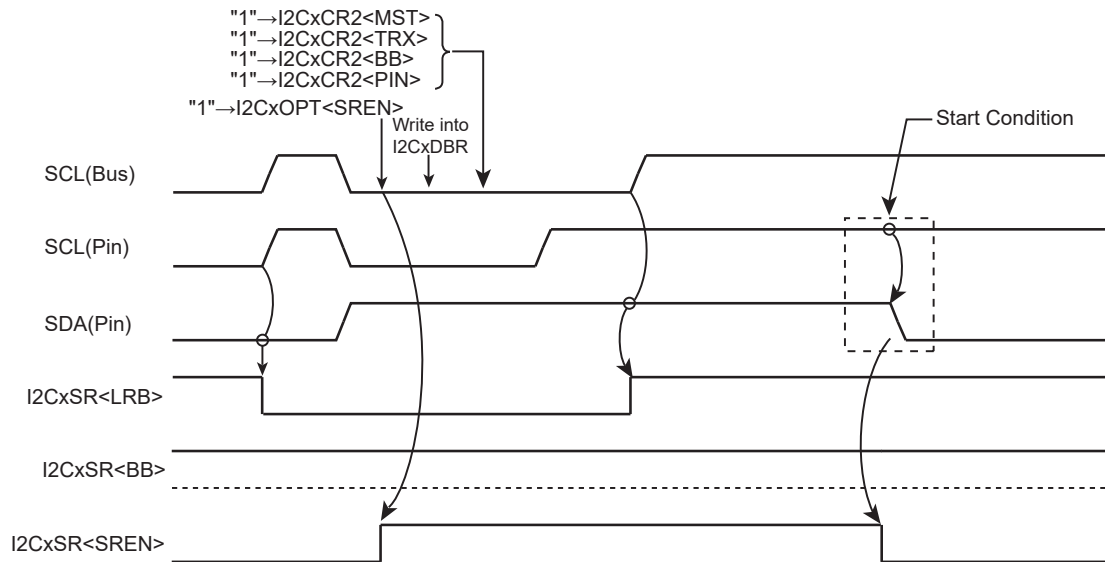 "1"→I2CxCR2<MST>
"1"→I2CxCR2<TRX>
"1"→I2CxCR2<BB>
"1"→I2CxCR2<PIN>
"1"→I2CxOPT<SREN>
Write into
I2CxDBR
Start Condition
SCL(Bus)
SCL(Pin)
SDA(Pin)
I2CxSR<LRB>
I2CxSR<BB>
I2CxSR<SREN>